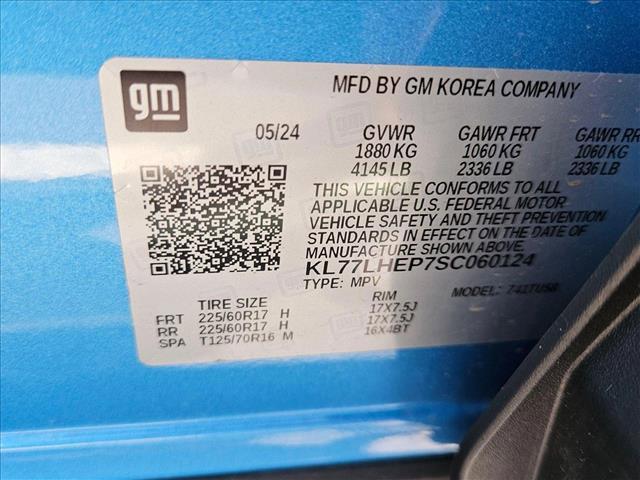 gm
MFD BY GM KOREA COMPANY
05/24 GVWR GAWR FRT GAWR RR
1880 KG 1060 KG 1060 KG
4145 LB 2336 LB 2336 LB
THIS VEHICLE CONFORMS TO ALL
APPLICABLE U.S. FEDERAL MOTOR
VEHICLE SAFETY AND THEFT PREVENTION
STANDARDS IN EFFECT ON THE DATE OF
MANUFACTURE SHOWN ABOVE.
KL77LHEP7SC060124
TYPE: MPV MODEL: 741TU58
TIRE SIZE RIM
FRT 225/60R17 H 17X7.5J
RR 225/60R17 H 17X7.5J
SPA T125/70R16 M 16X4BT